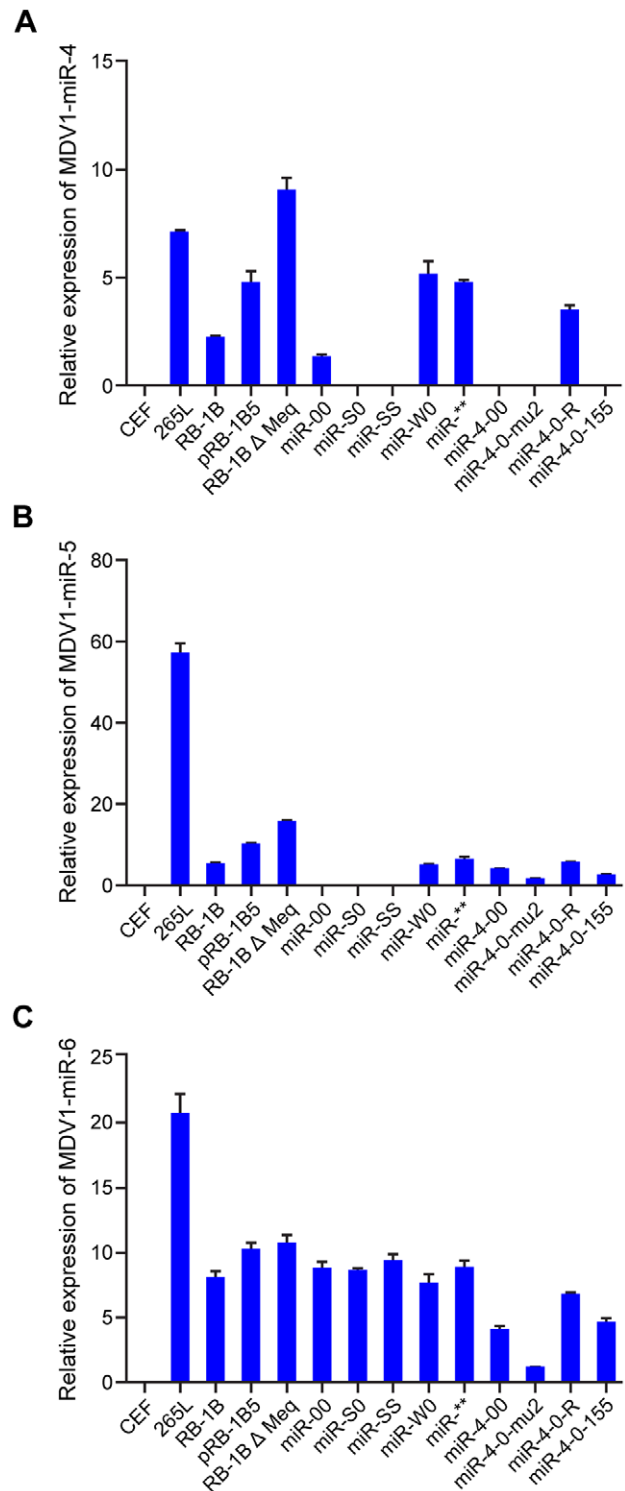 A
Relative expression of MDV1-miR-4
15
10
5
0
CEF
265L
RB-1B
pRB-1B5
RB-1B Δ Meq
miR-00
miR-S0
miR-SS
miR-W0
miR-**
miR-4-00
miR-4-0-mu2
miR-4-0-R
miR-4-0-155
B
Relative expression of MDV1-miR-5
80
60
40
20
0
CEF
265L
RB-1B
pRB-1B5
RB-1B Δ Meq
miR-00
miR-S0
miR-SS
miR-W0
miR-**
miR-4-00
miR-4-0-mu2
miR-4-0-R
miR-4-0-155
C
Relative expression of MDV1-miR-6
25
20
15
10
5
0
CEF
265L
RB-1B
pRB-1B5
RB-1B Δ Meq
miR-00
miR-S0
miR-SS
miR-W0
miR-**
miR-4-00
miR-4-0-mu2
miR-4-0-R
miR-4-0-155